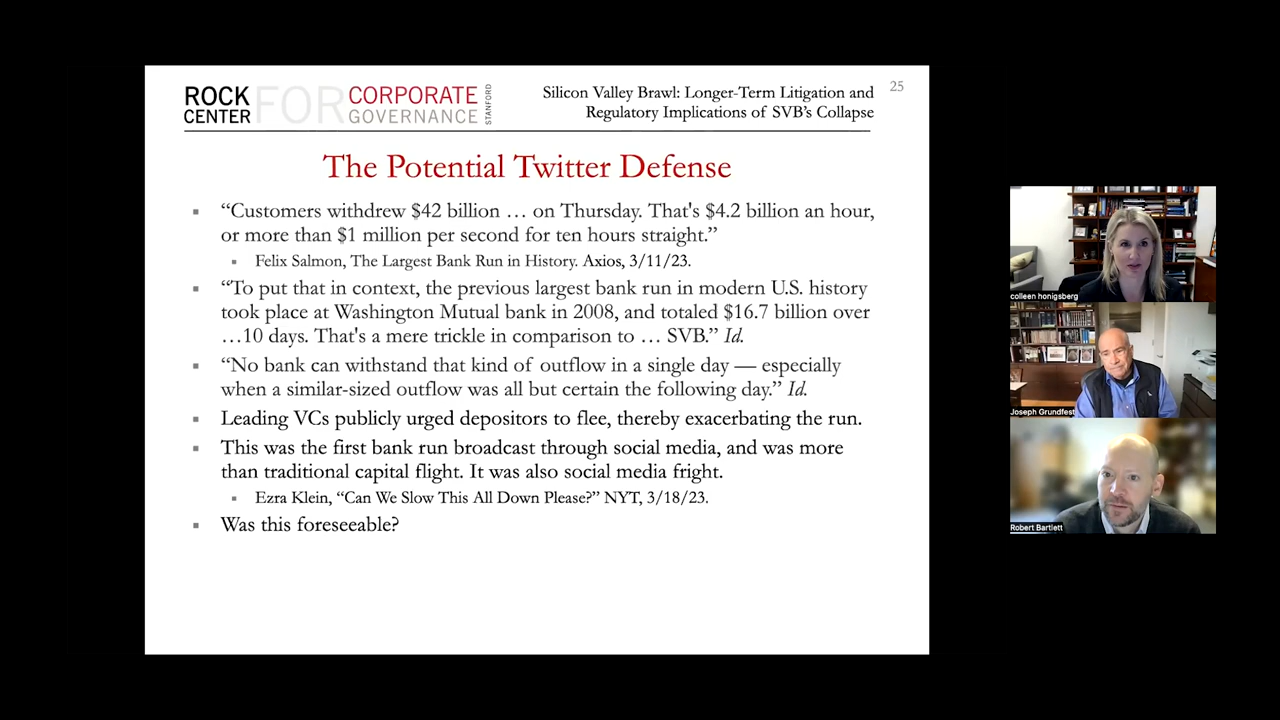 ROCK
CENTER
FOR
CORPORATE
GOVERNANCE
STANFORD
Silicon Valley Brawl: Longer-Term Litigation and
Regulatory Implications of SVB's Collapse
25
The Potential Twitter Defense
▪ “Customers withdrew $42 billion … on Thursday. That's $4.2 billion an hour,
or more than $1 million per second for ten hours straight.”
▪ Felix Salmon, The Largest Bank Run in History. Axios, 3/11/23.
▪ “To put that in context, the previous largest bank run in modern U.S. history
took place at Washington Mutual bank in 2008, and totaled $16.7 billion over
…10 days. That's a mere trickle in comparison to … SVB.” Id.
▪ “No bank can withstand that kind of outflow in a single day — especially
when a similar-sized outflow was all but certain the following day.” Id.
▪ Leading VCs publicly urged depositors to flee, thereby exacerbating the run.
▪ This was the first bank run broadcast through social media, and was more
than traditional capital flight. It was also social media fright.
▪ Ezra Klein, “Can We Slow This All Down Please?” NYT, 3/18/23.
▪ Was this foreseeable?
colleen honigsberg
Joseph Grundfest
Robert Bartlett